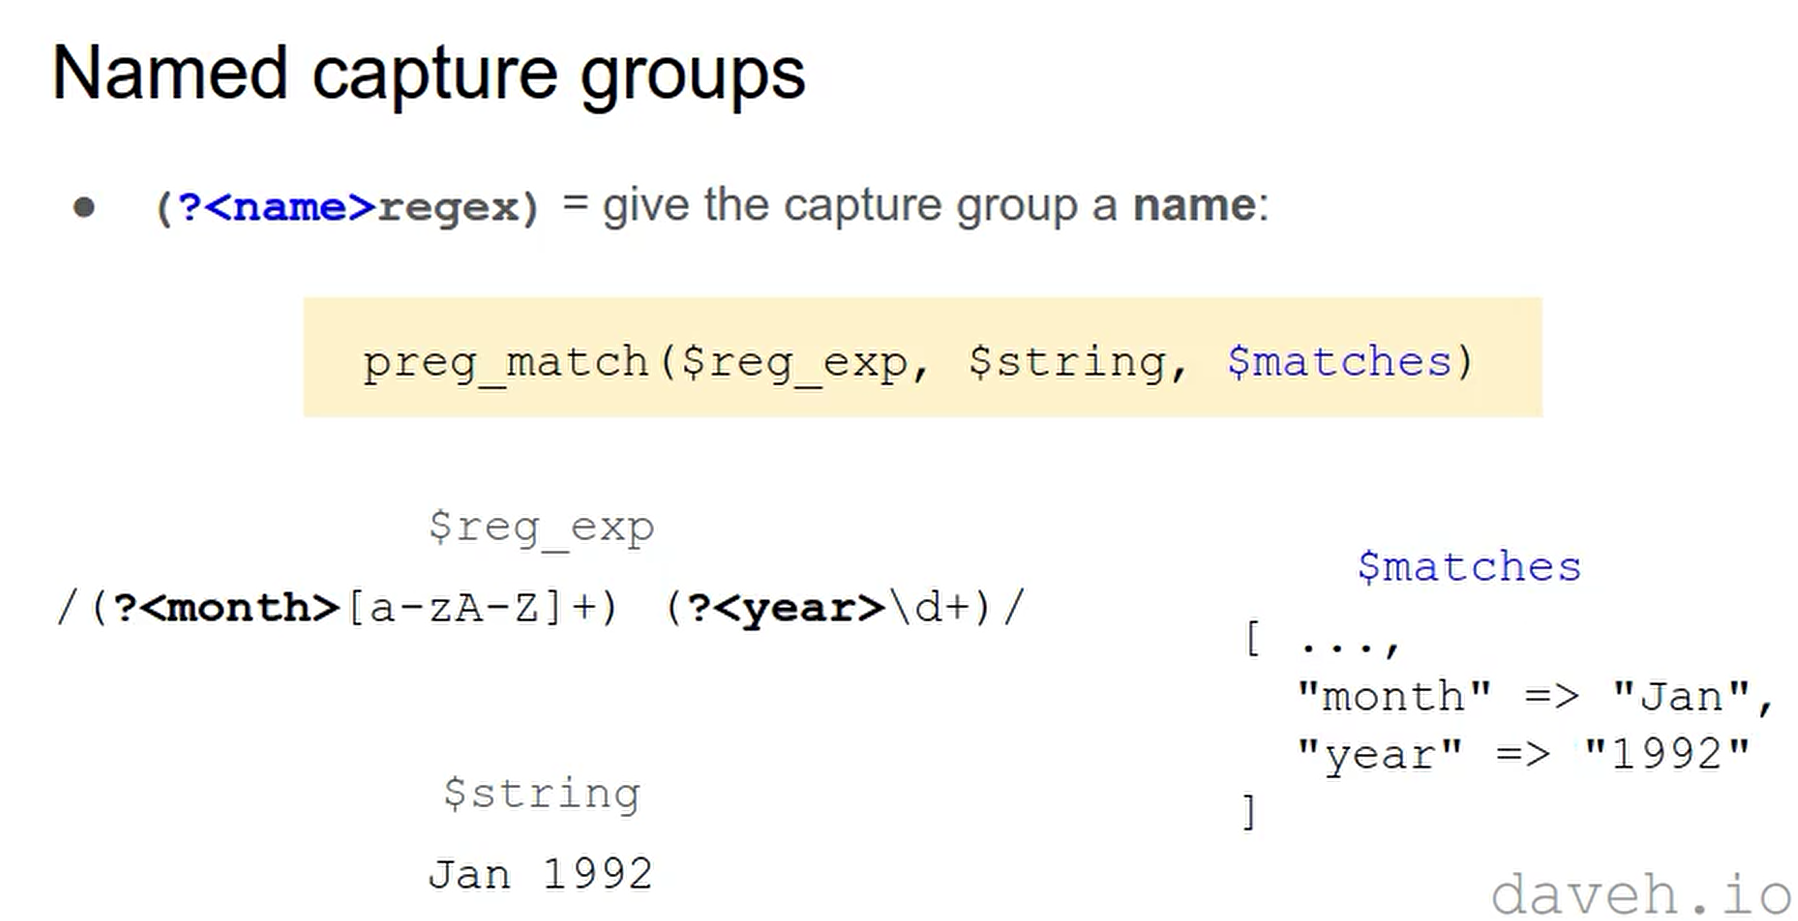 Named capture groups
● (?<name>regex) = give the capture group a name:
preg_match($reg_exp, $string, $matches)
$reg_exp
/(?<month>[a-zA-Z]+) (?<year>\d+)/
$string
Jan 1992
$matches
[ ...,
"month" => "Jan",
"year" => "1992"
]
daveh.io